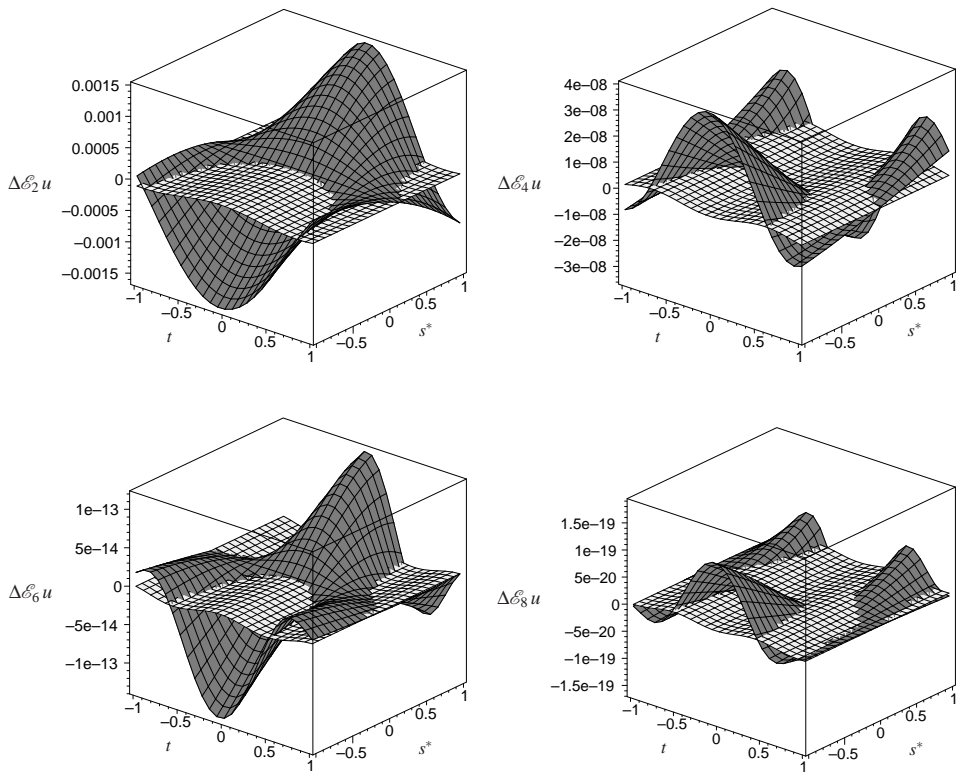 0.0015
0.001
0.0005
0
–0.0005
–0.001
–0.0015
Δℰ₂ u
–1
–0.5
0
0.5
1
t
–0.5
0
0.5
1
s*
4e–08
3e–08
2e–08
1e–08
0
–1e–08
–2e–08
–3e–08
Δℰ₄ u
–1
–0.5
0
0.5
1
t
–0.5
0
0.5
1
s*
1e–13
5e–14
0
–5e–14
–1e–13
Δℰ₆ u
–1
–0.5
0
0.5
1
t
–0.5
0
0.5
1
s*
1.5e–19
1e–19
5e–20
0
–5e–20
–1e–19
–1.5e–19
Δℰ₈ u
–1
–0.5
0
0.5
1
t
–0.5
0
0.5
1
s*